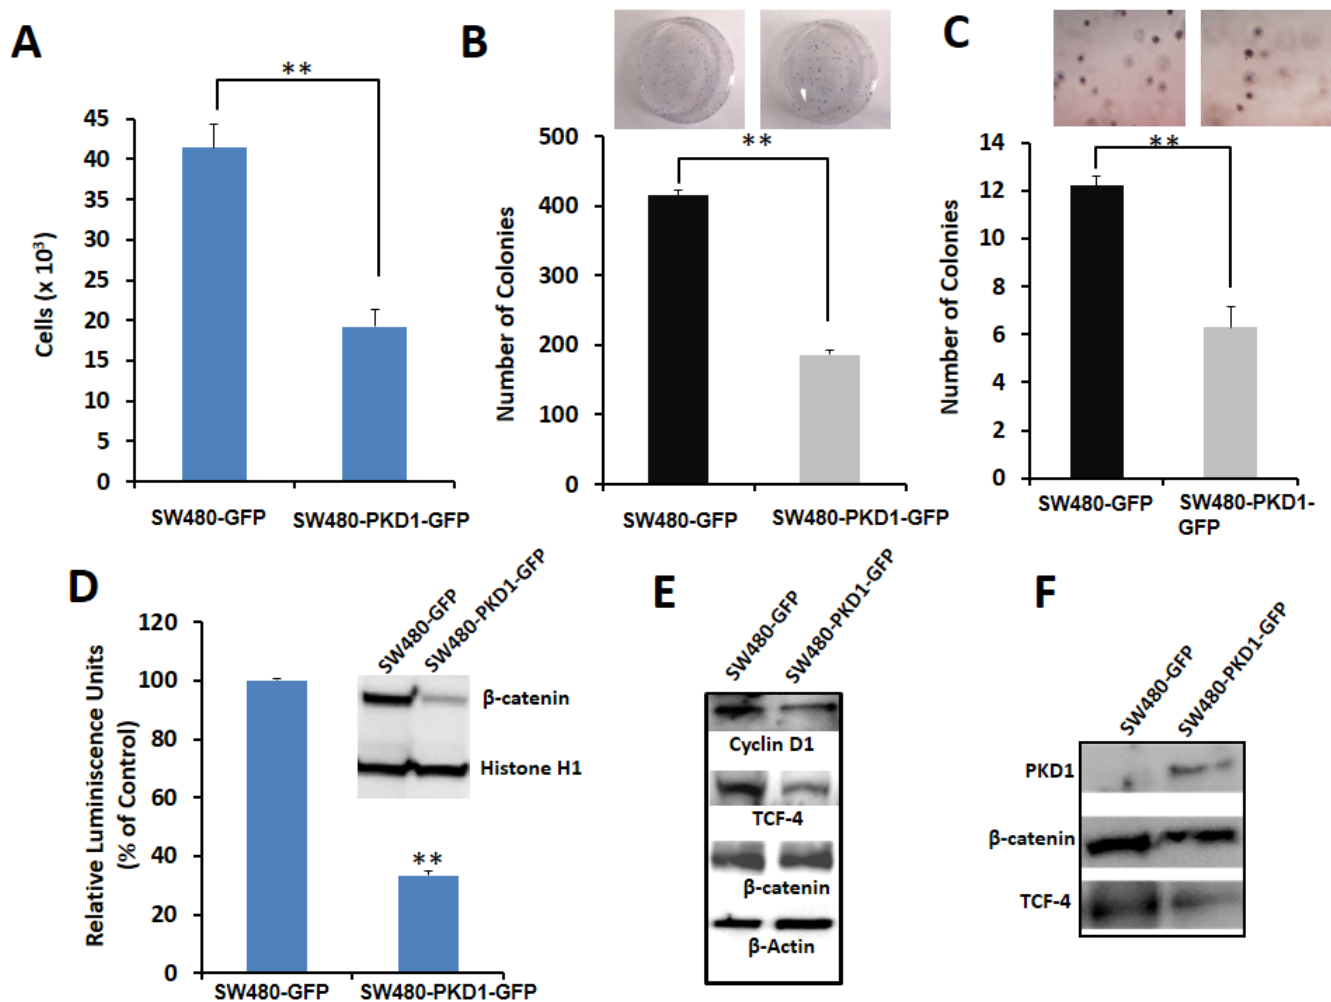 A
**
45
40
35
30
25
20
15
10
5
0
Cells (x 10³)
SW480-GFP
SW480-PKD1-GFP
B
**
500
400
300
200
100
0
Number of Colonies
SW480-GFP
SW480-PKD1-GFP
C
**
14
12
10
8
6
4
2
0
Number of Colonies
SW480-GFP
SW480-PKD1-
GFP
D
120
100
80
60
40
20
0
Relative Luminiscence Units
(% of Control)
**
SW480-GFP
SW480-PKD1-GFP
SW480-GFP
SW480-PKD1-GFP
β-catenin
Histone H1
E
SW480-GFP
SW480-PKD1-GFP
Cyclin D1
TCF-4
β-catenin
β-Actin
F
SW480-GFP
SW480-PKD1-GFP
PKD1
β-catenin
TCF-4